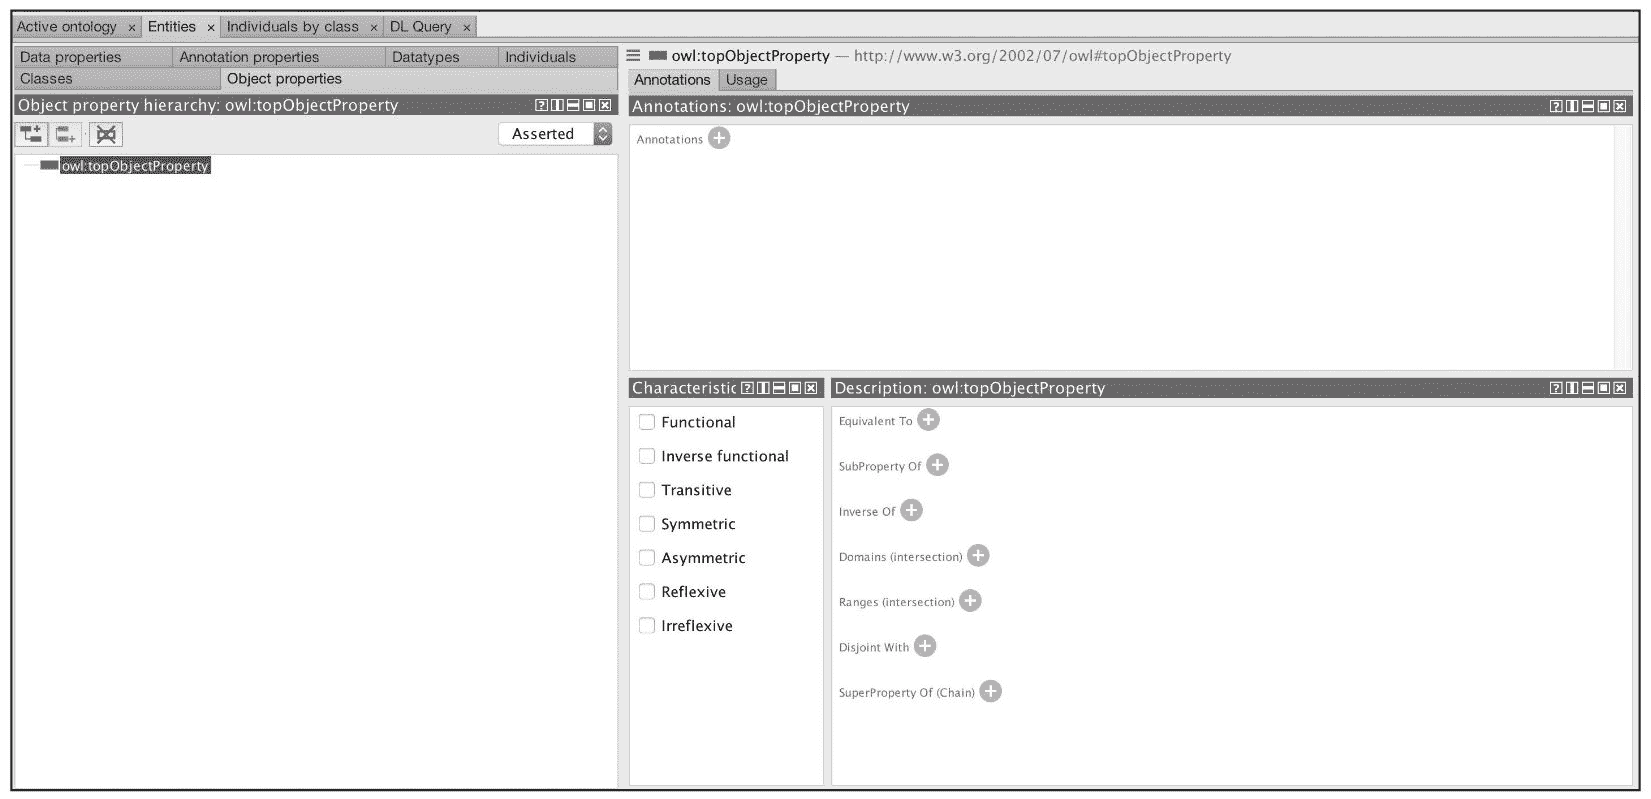 Active ontology × Entities × Individuals by class × DL Query ×
Data properties Annotation properties Datatypes Individuals
Classes Object properties
Object property hierarchy: owl:topObjectProperty
Asserted
owl:topObjectProperty
owl:topObjectProperty — http://www.w3.org/2002/07/owl#topObjectProperty
Annotations Usage
Annotations: owl:topObjectProperty
Annotations
Characteristic
Functional
Inverse functional
Transitive
Symmetric
Asymmetric
Reflexive
Irreflexive
Description: owl:topObjectProperty
Equivalent To
SubProperty Of
Inverse Of
Domains (intersection)
Ranges (intersection)
Disjoint With
SuperProperty Of (Chain)